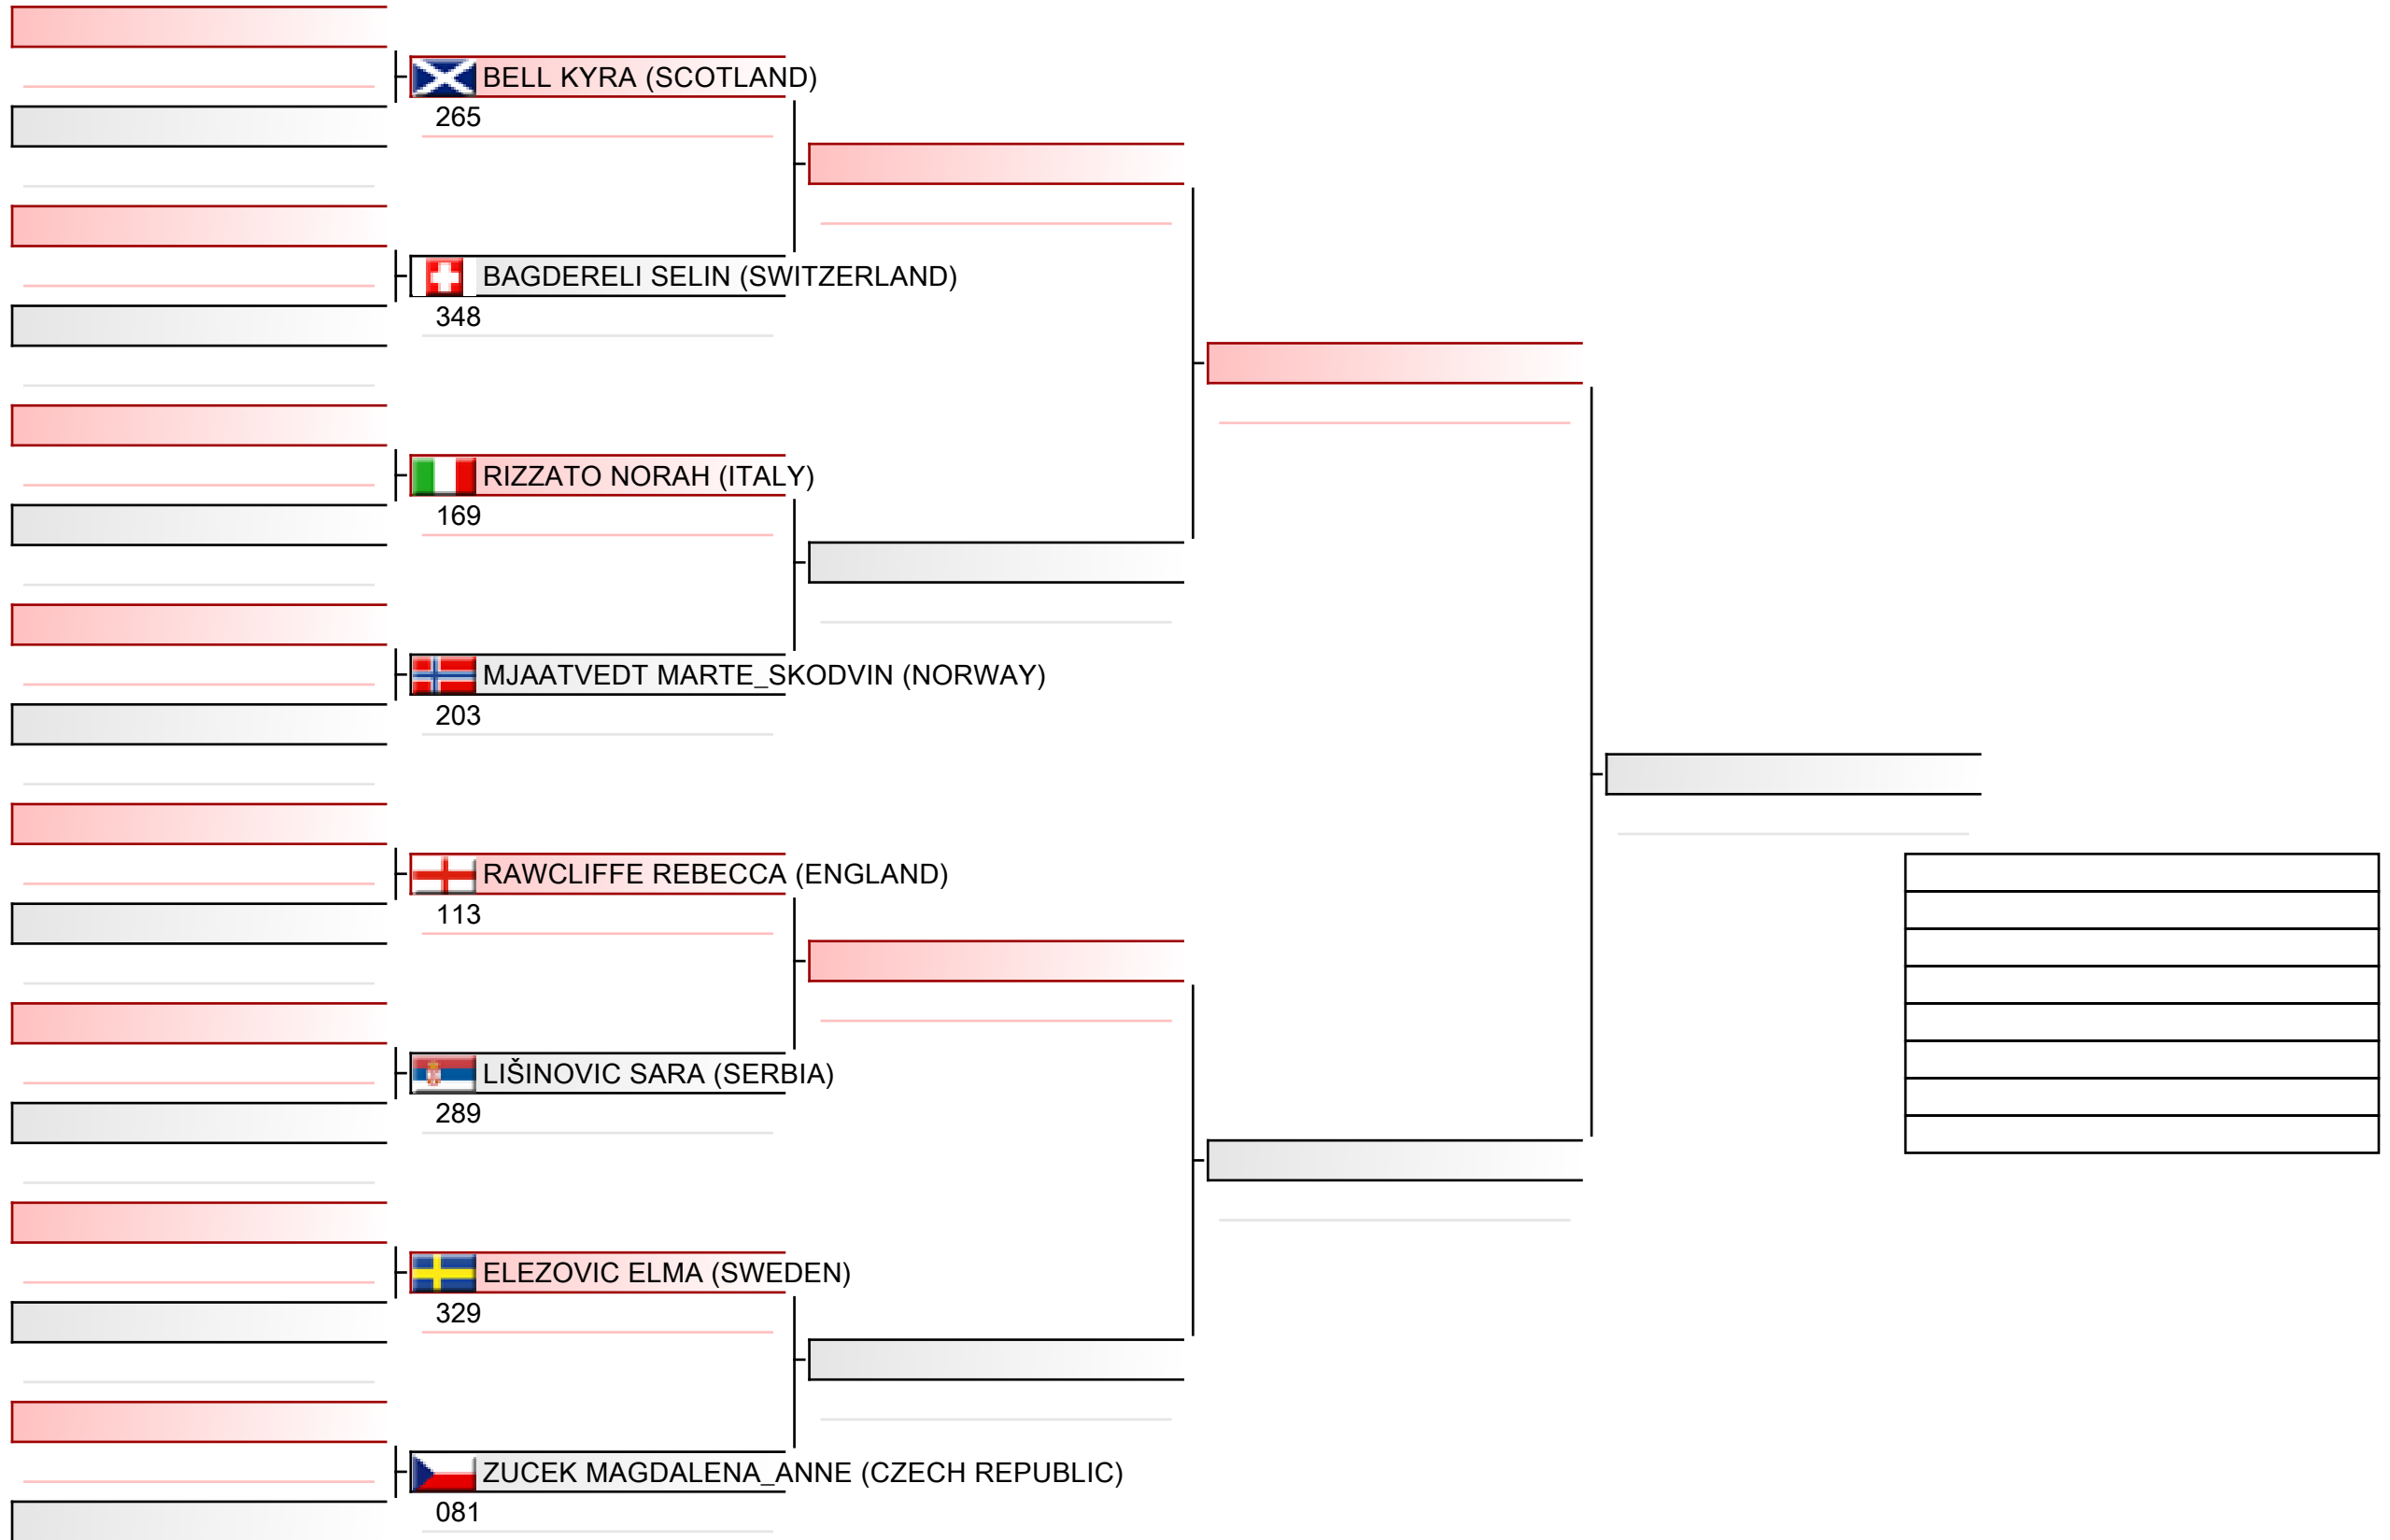 BELL KYRA (SCOTLAND)
265
BAGDERELI SELIN (SWITZERLAND)
348
RIZZATO NORAH (ITALY)
169
MJAATVEDT MARTE_SKODVIN (NORWAY)
203
RAWCLIFFE REBECCA (ENGLAND)
113
LIŠINOVIC SARA (SERBIA)
289
ELEZOVIC ELMA (SWEDEN)
329
ZUCEK MAGDALENA_ANNE (CZECH REPUBLIC)
081